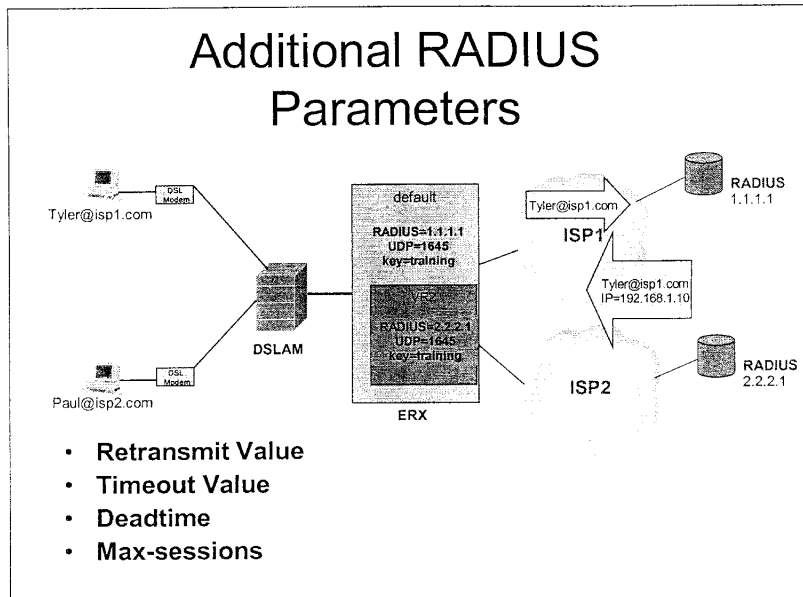 Additional RADIUS
Parameters
DSL
Modem
Tyler@isp1.com
DSLAM
DSL
Modem
Paul@isp2.com
default
RADIUS=1.1.1.1
UDP=1645
key=training
VR2
RADIUS=2.2.2.1
UDP=1645
key=training
ERX
Tyler@isp1.com
ISP1
RADIUS
1.1.1.1
Tyler@isp1.com
IP=192.168.1.10
ISP2
RADIUS
2.2.2.1
• Retransmit Value
• Timeout Value
• Deadtime
• Max-sessions